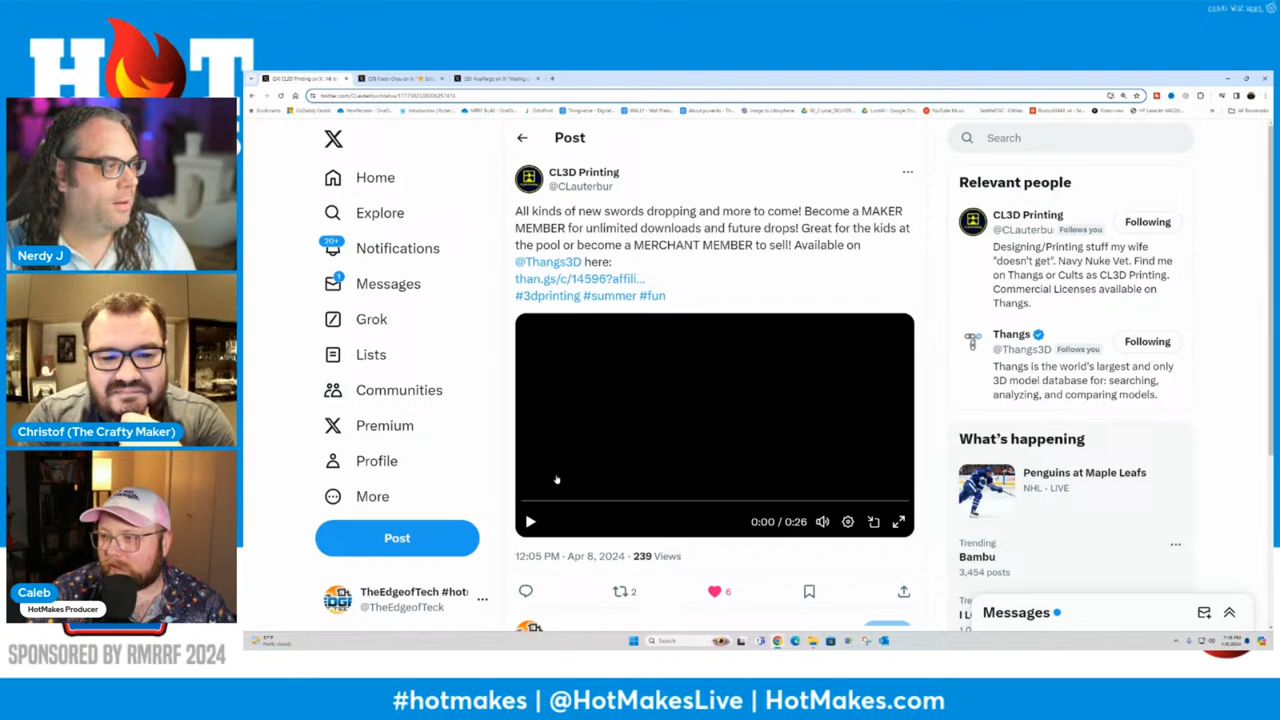 HOT
Nerdy J
Christof (The Crafty Maker)
Caleb
HotMakes Producer
SPONSORED BY RMRRF 2024
X
Home
Explore
20+
Notifications
1
Messages
Grok
Lists
Communities
Premium
Profile
More
Post
TheEdgeofTech #hot
@TheEdgeofTech
Post
CL3D Printing
@CLauterbur
All kinds of new swords dropping and more to come! Become a MAKER
MEMBER for unlimited downloads and future drops! Great for the kids at
the pool or become a MERCHANT MEMBER to sell! Available on
@Thangs3D here:
than.gs/c/14596?affili...
#3dprinting #summer #fun
0:00 / 0:26
12:05 PM · Apr 8, 2024 · 239 Views
2
6
Search
Relevant people
CL3D Printing
@CLauterbu Follows you
Following
Designing/Printing stuff my wife
"doesn't get". Navy Nuke Vet. Find me
on Thangs or Cults as CL3D Printing.
Commercial Licenses available on
Thangs.
Thangs
@Thangs3D Follows you
Following
Thangs is the world's largest and only
3D model database for: searching,
analyzing, and comparing models.
What's happening
Penguins at Maple Leafs
NHL · LIVE
Trending
Bambu
3,454 posts
Messages
Search
#hotmakes | @HotMakesLive | HotMakes.com